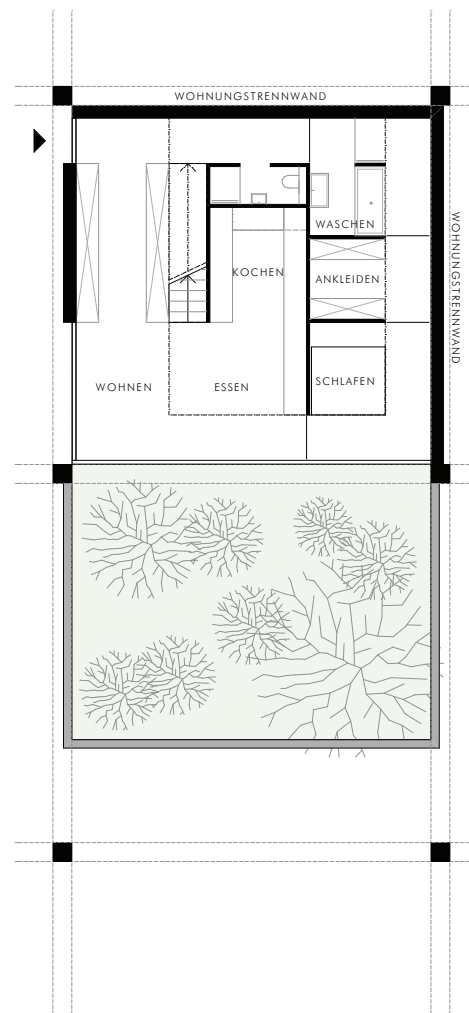 WOHNUNGSTRENNWAND
WOHNUNGSTRENNWAND
WASCHEN
KOCHEN
ANKLEIDEN
WOHNEN
ESSEN
SCHLAFEN